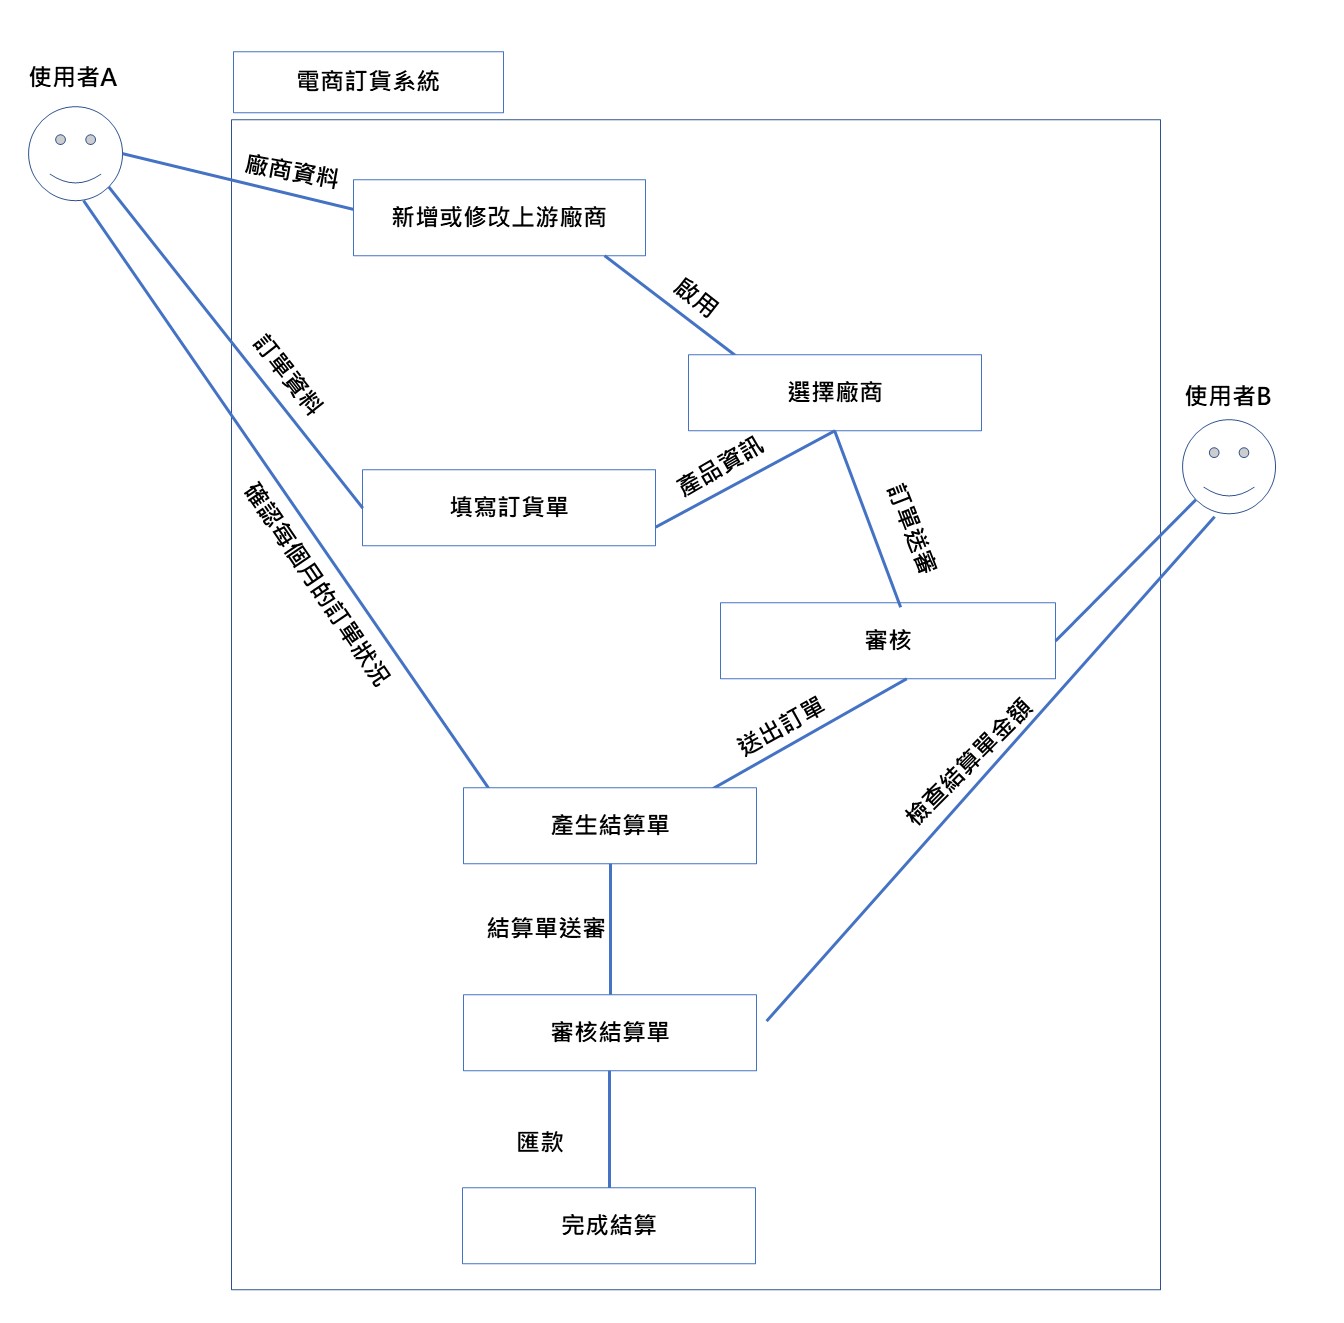 使用者A
電商訂貨系統
廠商資料
新增或修改上游廠商
啟用
訂單資料
選擇廠商
使用者B
產品資訊
填寫訂貨單
訂單送審
確認每個月的訂單狀況
審核
送出訂單
檢查結算單金額
產生結算單
結算單送審
審核結算單
匯款
完成結算